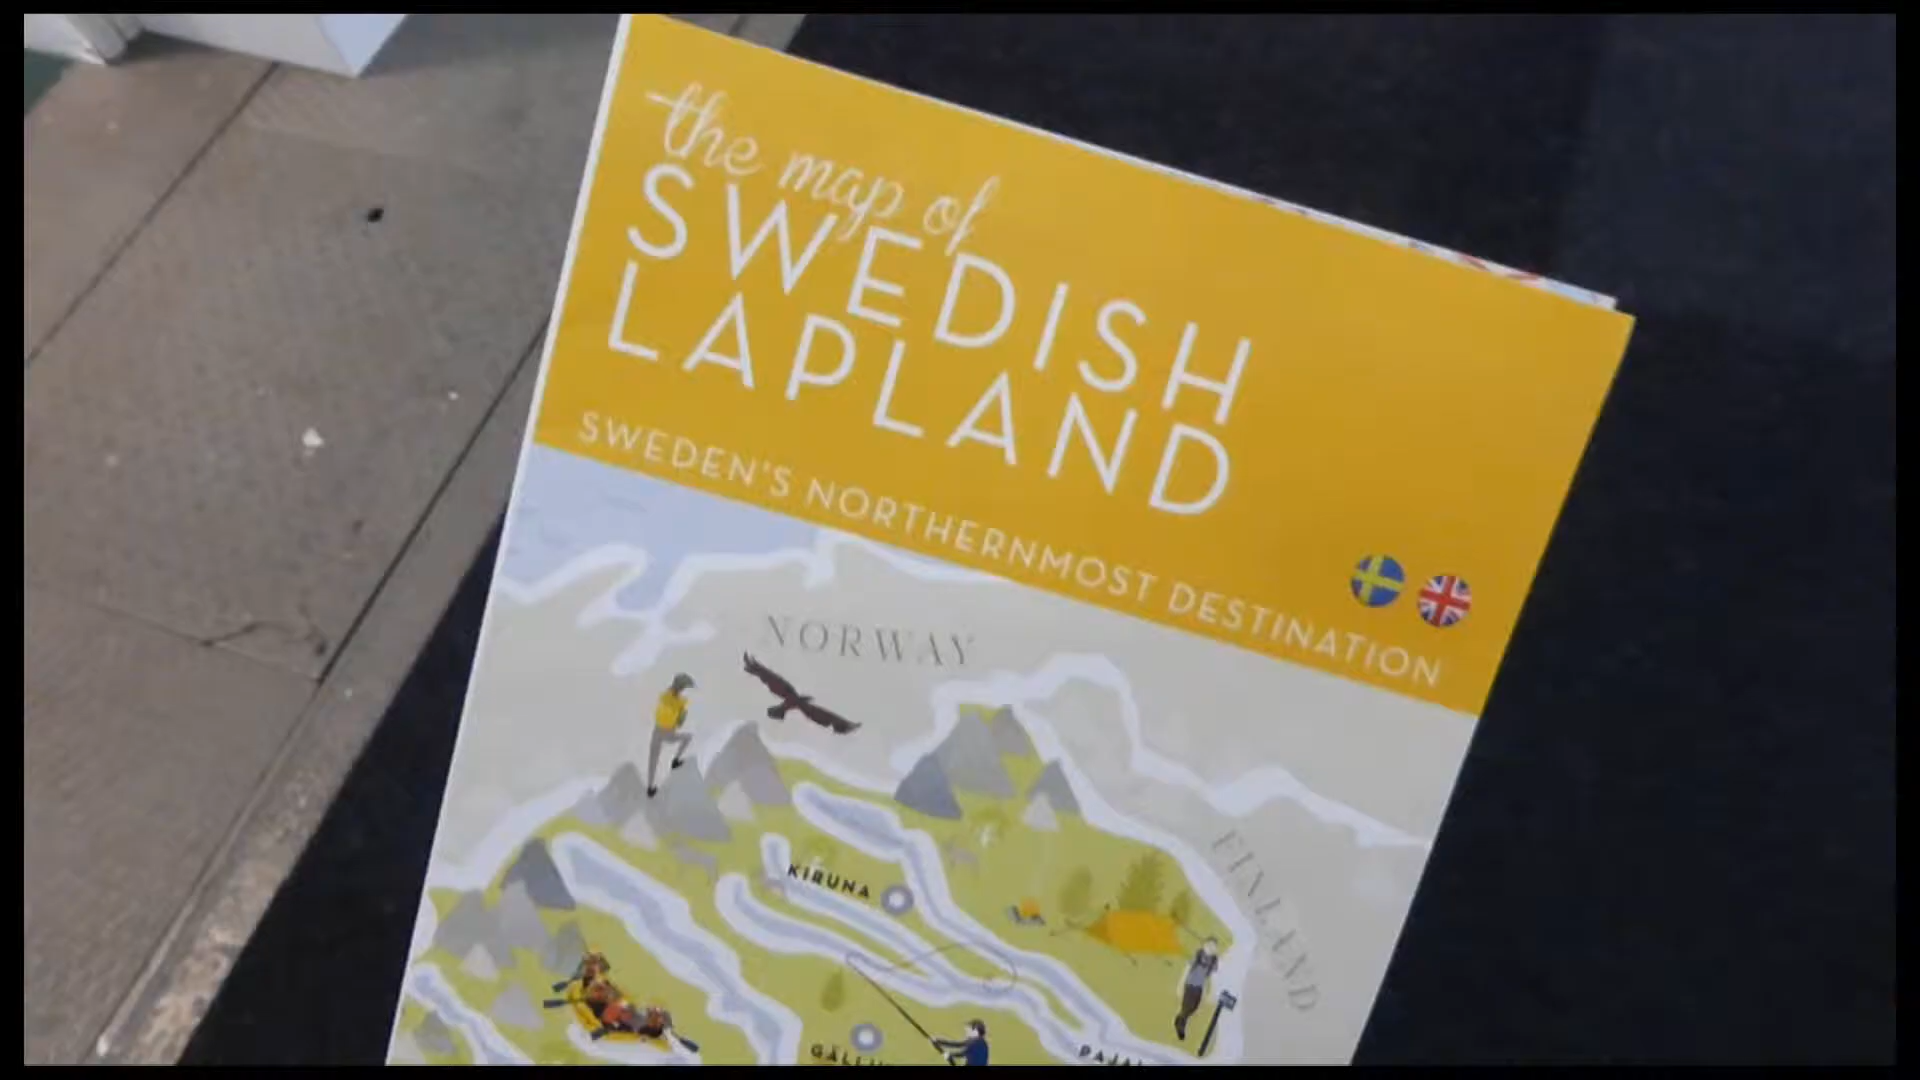 the map of
SWEDISH
LAPLAND
SWEDEN'S NORTHERNMOST DESTINATION
NORWAY
FINLAND
KIRUNA